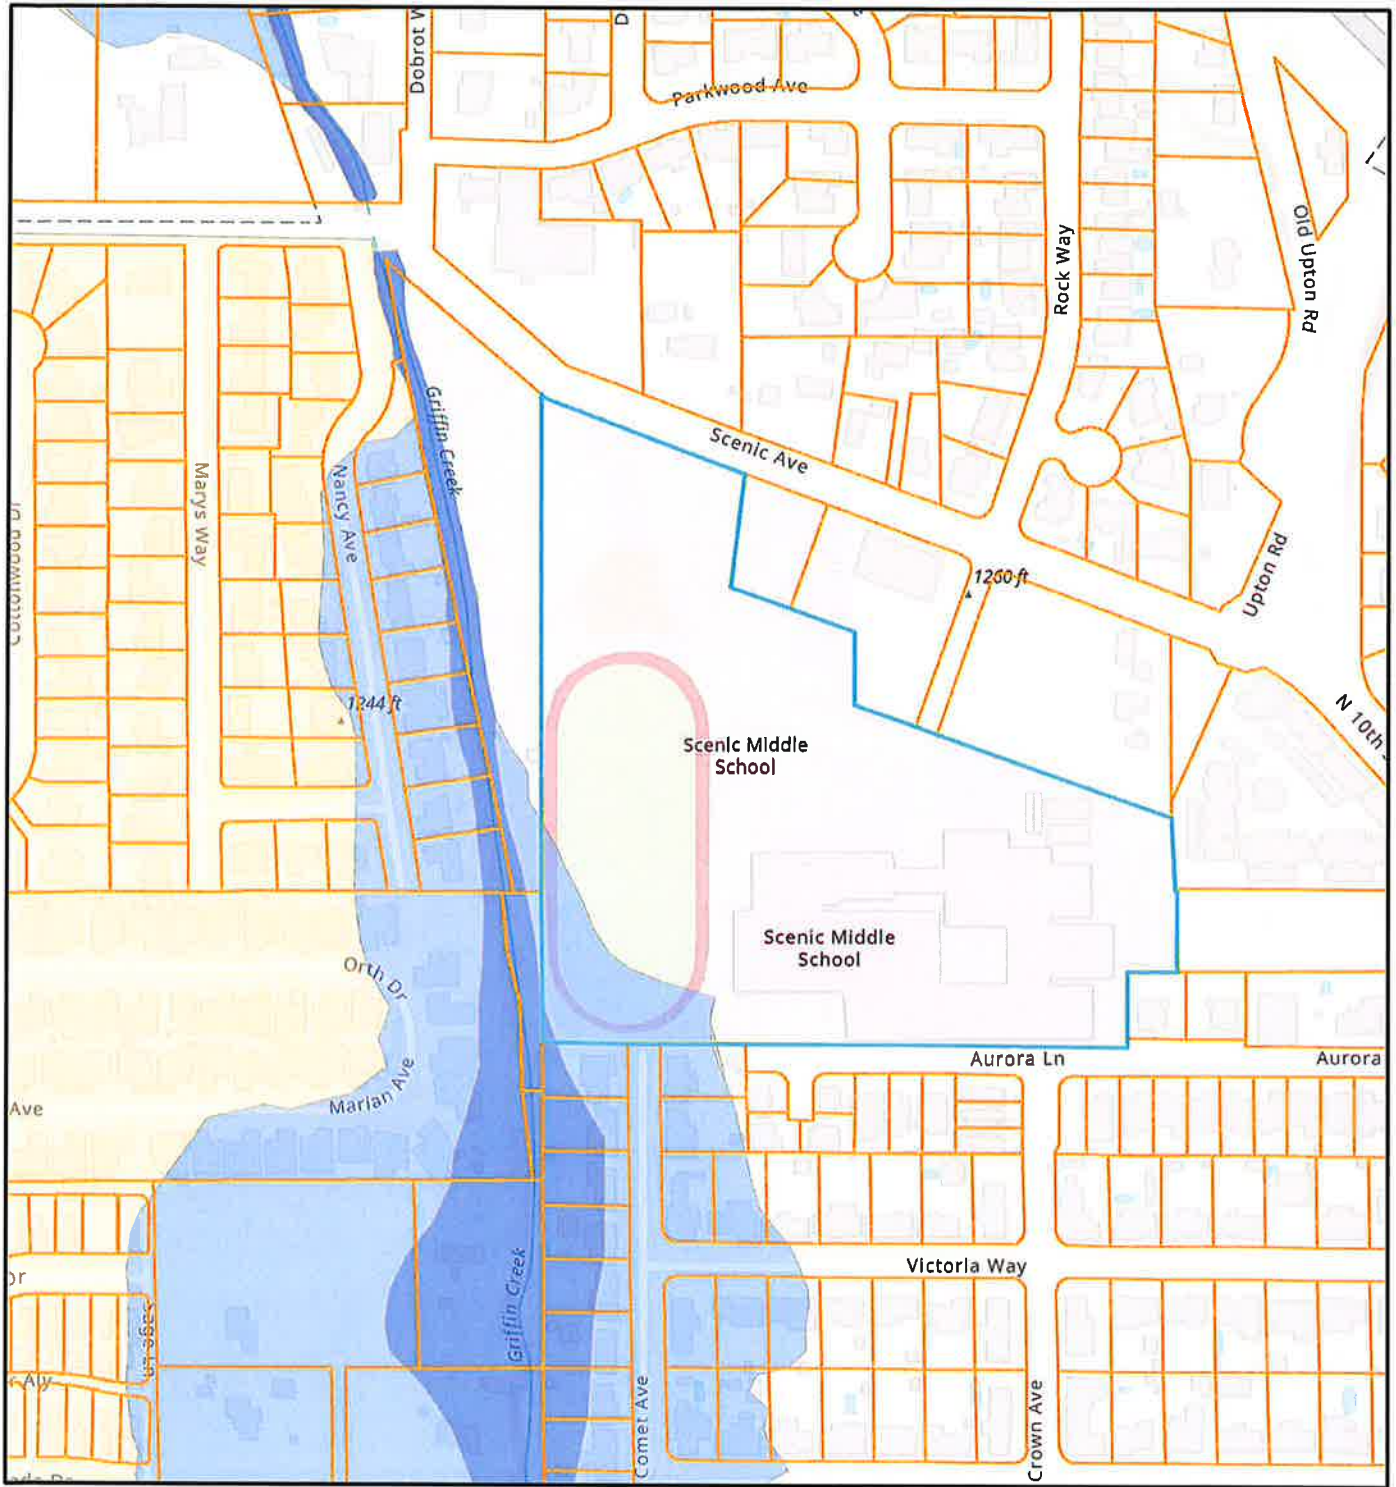 Dobrot W
D
Parkwood Ave
Old Upton Rd
Rock Way
Griffin Creek
Scenic Ave
Marys Way
Nancy Ave
1260 ft
Upton Rd
1244 ft
N 10th
Scenic Middle
School
Scenic Middle
School
Orth Dr
Marian Ave
Aurora Ln
Aurora
Ave
Victoria Way
Griffin Creek
Comet Ave
Crown Ave